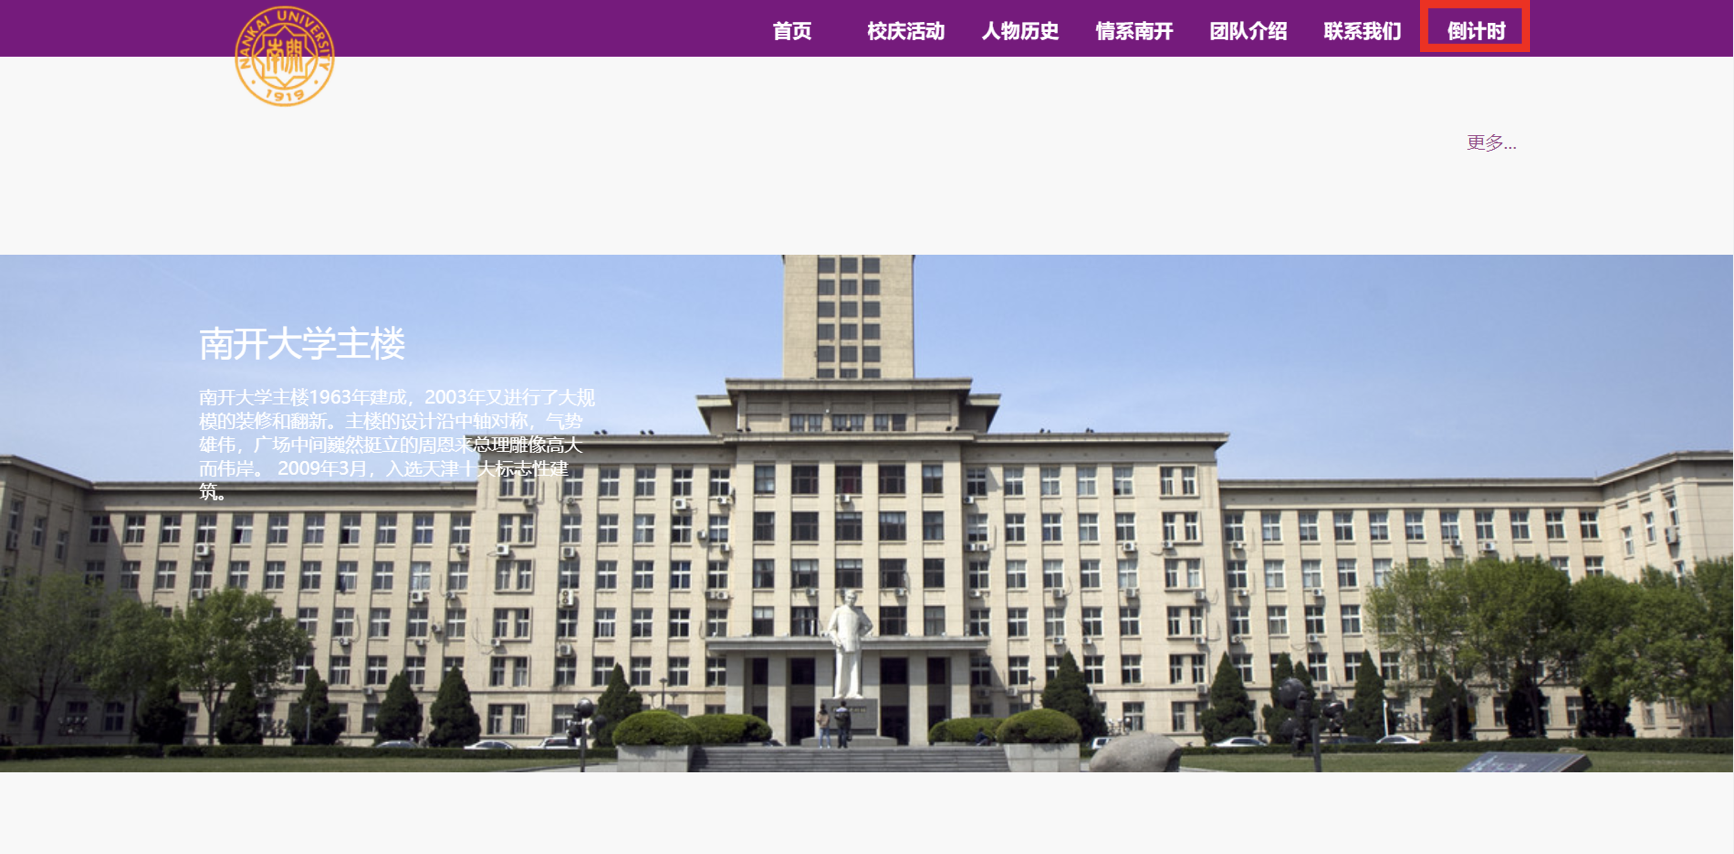 NANKAI UNIVERSITY
南開
1919
首页 校庆活动 人物历史 情系南开 团队介绍 联系我们 倒计时
更多...
南开大学主楼
南开大学主楼1963年建成，2003年又进行了大规
模的装修和翻新。主楼的设计沿中轴对称，气势
雄伟，广场中间巍然挺立的周恩来总理雕像高大
而伟岸。 2009年3月，入选天津十大标志性建
筑。